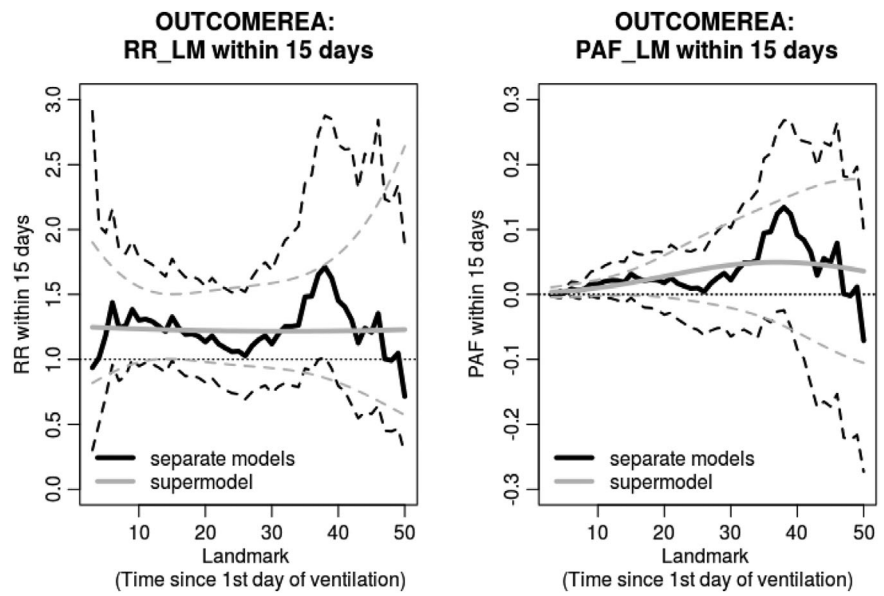 OUTCOMEREA:
RR_LM within 15 days
RR within 15 days
3.0
2.5
2.0
1.5
1.0
0.5
0.0
separate models
supermodel
10 20 30 40 50
Landmark
(Time since 1st day of ventilation)
OUTCOMEREA:
PAF_LM within 15 days
PAF within 15 days
0.3
0.2
0.1
0.0
-0.1
-0.2
-0.3
separate models
supermodel
10 20 30 40 50
Landmark
(Time since 1st day of ventilation)